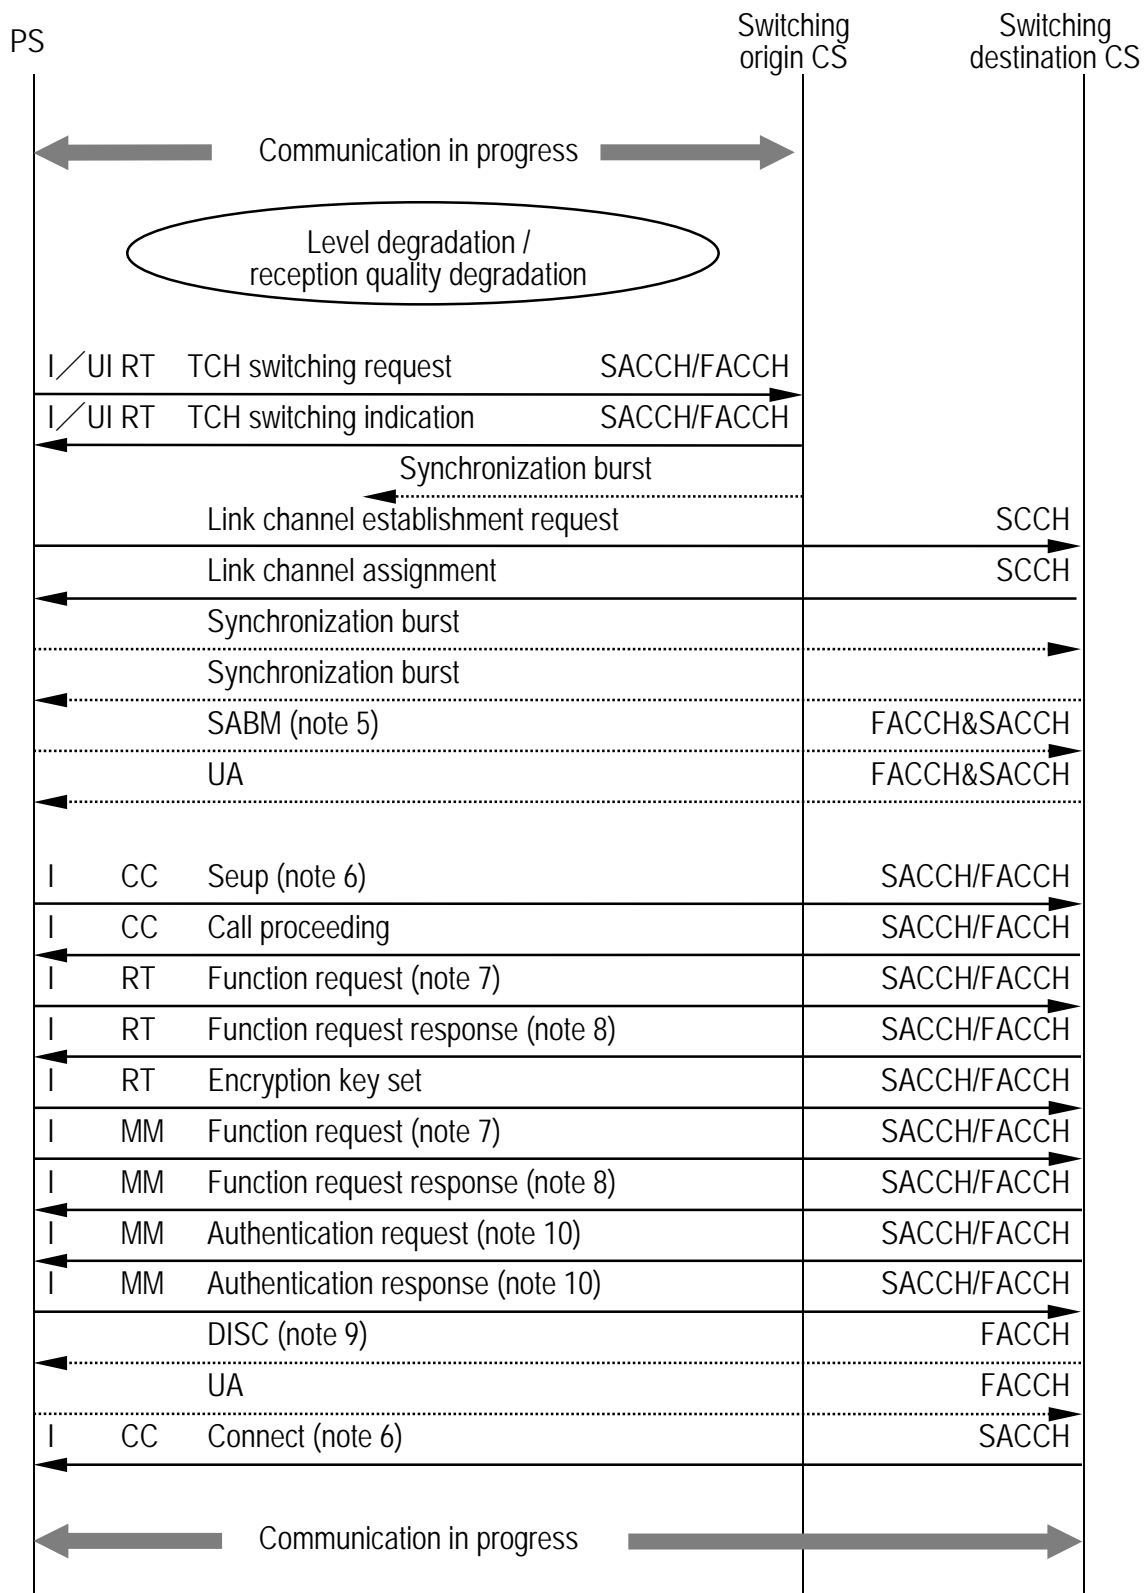 PS
Switching
origin CS
Switching
destination CS
Communication in progress
Level degradation /
reception quality degradation
I／UI RT TCH switching request SACCH/FACCH
I／UI RT TCH switching indication SACCH/FACCH
Synchronization burst
Link channel establishment request SCCH
Link channel assignment SCCH
Synchronization burst
Synchronization burst
SABM (note 5) FACCH&SACCH
UA FACCH&SACCH
I CC Seup (note 6) SACCH/FACCH
I CC Call proceeding SACCH/FACCH
I RT Function request (note 7) SACCH/FACCH
I RT Function request response (note 8) SACCH/FACCH
I RT Encryption key set SACCH/FACCH
I MM Function request (note 7) SACCH/FACCH
I MM Function request response (note 8) SACCH/FACCH
I MM Authentication request (note 10) SACCH/FACCH
I MM Authentication response (note 10) SACCH/FACCH
DISC (note 9) FACCH
UA FACCH
I CC Connect (note 6) SACCH
Communication in progress